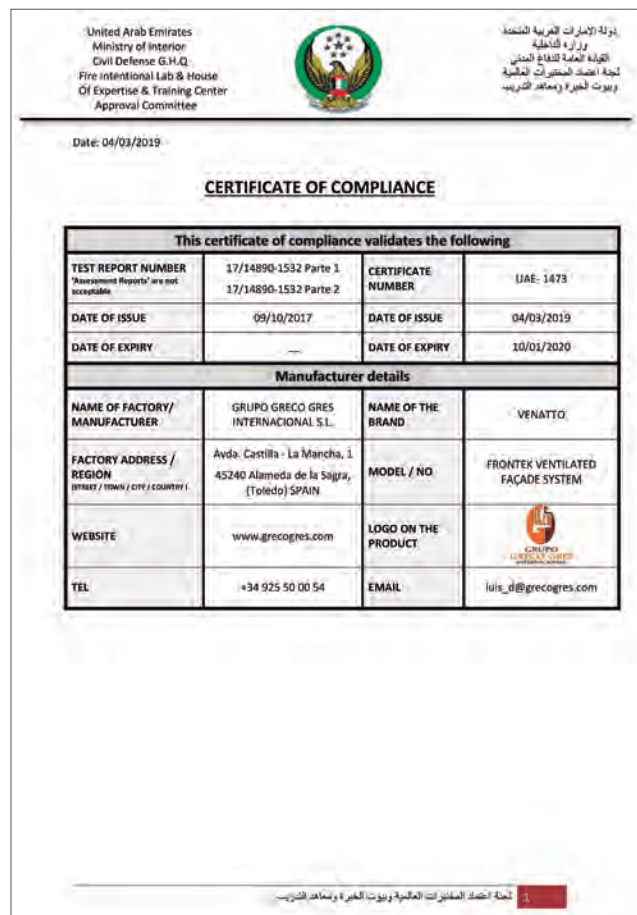 United Arab Emirates
Ministry of Interior
Civil Defense G.H.Q
Fire Intentional Lab & House
Of Expertise & Training Center
Approval Committee
دولة الامارات العربية المتحدة
وزارة الداخلية
القيادة العامة للدفاع المدني
لجنة اعتماد المختبرات العالمية
وبيوت الخبرة ومعاهد التدريب
Date: 04/03/2019
CERTIFICATE OF COMPLIANCE
This certificate of compliance validates the following
TEST REPORT NUMBER
"Assessment Reports" are not
acceptable
17/14890-1532 Parte 1
17/14890-1532 Parte 2
CERTIFICATE
NUMBER
UAE- 1473
DATE OF ISSUE
09/10/2017
DATE OF ISSUE
04/03/2019
DATE OF EXPIRY
__
DATE OF EXPIRY
10/01/2020
Manufacturer details
NAME OF FACTORY/
MANUFACTURER
GRUPO GRECO GRES
INTERNACIONAL S.L.
NAME OF THE
BRAND
VENATTO
FACTORY ADDRESS /
REGION
(STREET / TOWN / CITY / COUNTRY )
Avda. Castilla - La Mancha, 1
45240 Alameda de la Sagra,
(Toledo) SPAIN
MODEL / NO
FRONTEK VENTILATED
FAÇADE SYSTEM
WEBSITE
www.grecogres.com
LOGO ON THE
PRODUCT
GRUPO
GRECO GRES
INTERNACIONAL
TEL
+34 925 50 00 54
EMAIL
luis_d@grecogres.com
لجنة اعتماد المختبرات العالمية وبيوت الخبرة ومعاهد التدريب
1